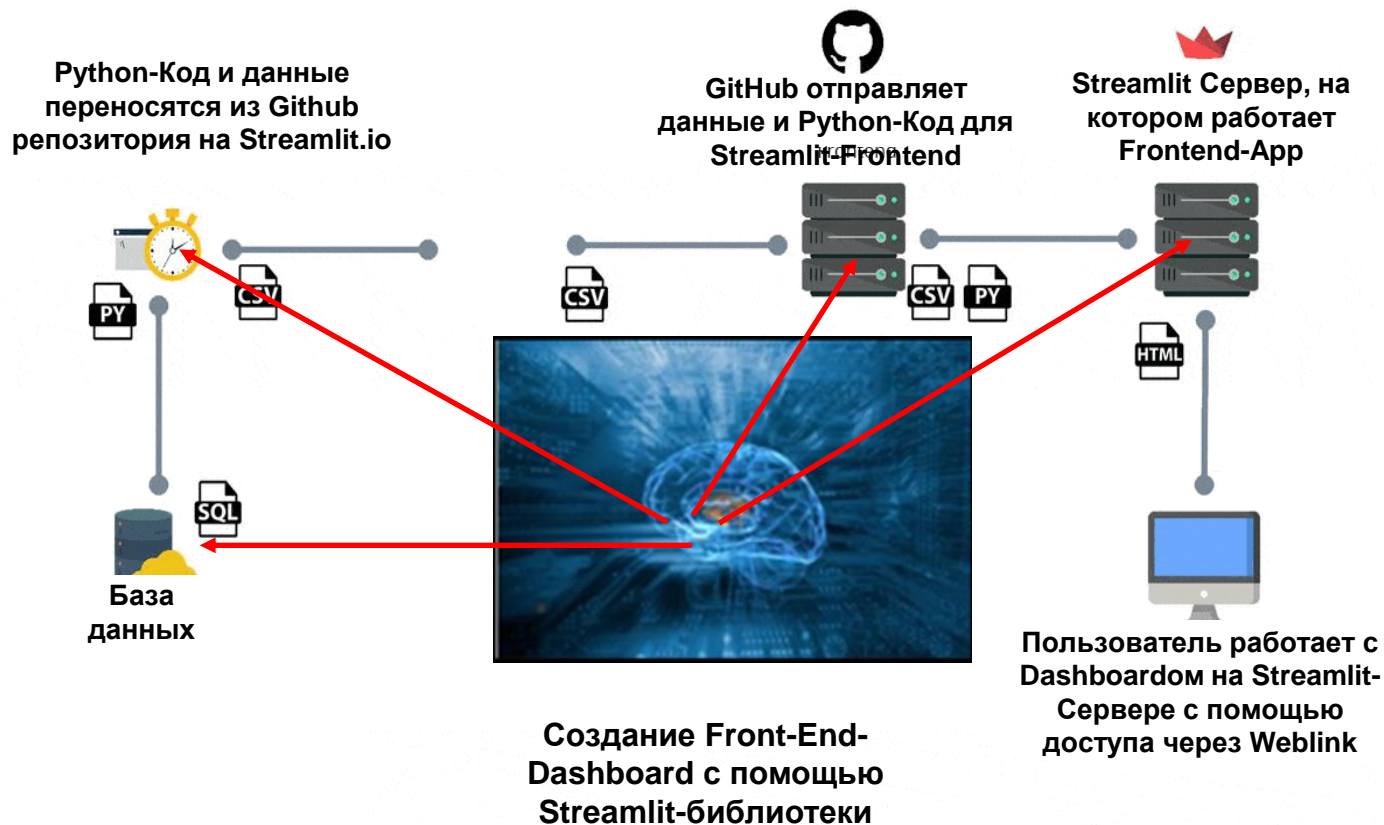 Python-Код и данные
переносятся из Github
репозитория на Streamlit.io
GitHub отправляет
данные и Python-Код для
Streamlit-Frontend
Streamlit Сервер, на
котором работает
Frontend-App
PY
CSV
CSV
CSV
PY
HTML
SQL
База
данных
Пользователь работает с
Dashboardом на Streamlit-
Сервере с помощью
доступа через Weblink
Создание Front-End-
Dashboard с помощью
Streamlit-библиотеки